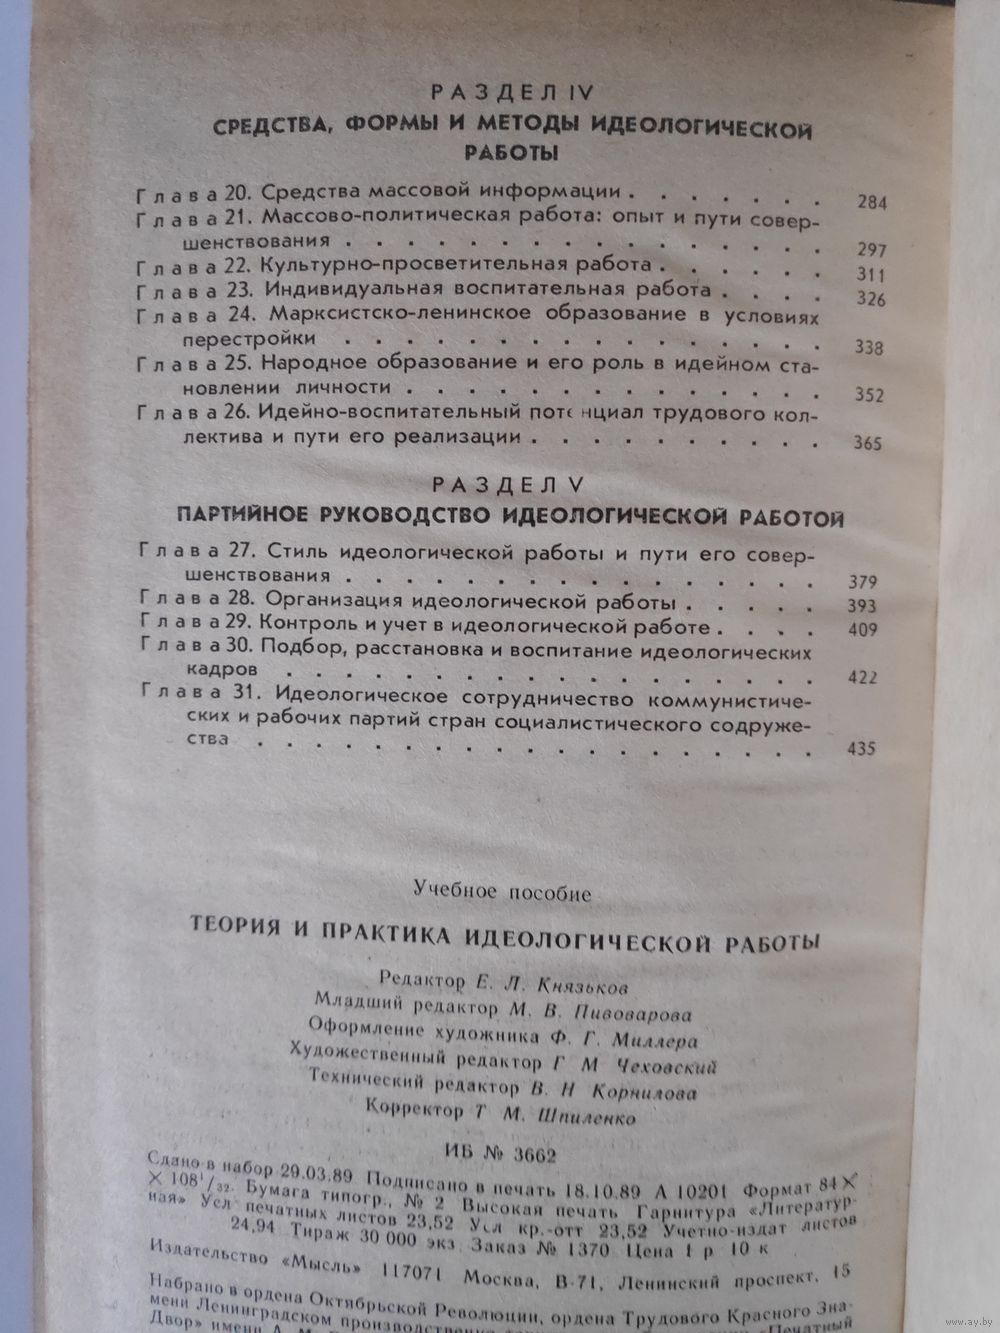 РАЗДЕЛ IV
СРЕДСТВА, ФОРМЫ И МЕТОДЫ ИДЕОЛОГИЧЕСКОЙ
РАБОТЫ
Глава 20. Средства массовой информации . . . . . . . 284
Глава 21. Массово-политическая работа: опыт и пути совер-
шенствования . . . . . . . . . . . . . . . . 297
Глава 22. Культурно-просветительная работа . . . . . . 311
Глава 23. Индивидуальная воспитательная работа . . . . 326
Глава 24. Марксистско-ленинское образование в условиях
перестройки . . . . . . . . . . . . . . . . 338
Глава 25. Народное образование и его роль в идейном ста-
новлении личности . . . . . . . . . . . . . . 352
Глава 26. Идейно-воспитательный потенциал трудового кол-
лектива и пути его реализации . . . . . . . . . . 365
РАЗДЕЛ V
ПАРТИЙНОЕ РУКОВОДСТВО ИДЕОЛОГИЧЕСКОЙ РАБОТОЙ
Глава 27. Стиль идеологической работы и пути его совер-
шенствования . . . . . . . . . . . . . . . . 379
Глава 28. Организация идеологической работы . . . . . 393
Глава 29. Контроль и учет в идеологической работе . . . . 409
Глава 30. Подбор, расстановка и воспитание идеологических
кадров . . . . . . . . . . . . . . . . . . . 422
Глава 31. Идеологическое сотрудничество коммунистиче-
ских и рабочих партий стран социалистического содруже-
ства . . . . . . . . . . . . . . . . . . . . 435
Учебное пособие
ТЕОРИЯ И ПРАКТИКА ИДЕОЛОГИЧЕСКОЙ РАБОТЫ
Редактор Е. Л. Князьков
Младший редактор М. В. Пивоварова
Оформление художника Ф. Г. Миллера
Художественный редактор Г М Чеховский
Технический редактор В. Н Корнилова
Корректор Т М. Шпиленко
ИБ № 3662
Сдано в набор 29.03.89 Подписано в печать 18.10.89 А 10201 Формат 84×
×108¹/₃₂. Бумага типогр., № 2 Высокая печать Гарнитура «Литератур-
ная» Усл печатных листов 23,52 Усл кр.-отт 23,52 Учетно-издат листов
24,94 Тираж 30 000 экз. Заказ № 1370 Цена 1 р 10 к
Издательство «Мысль» 117071 Москва, В-71, Ленинский проспект, 15
Набрано в ордена Октябрьской Революции, ордена Трудового Красного Зна-
мени Ленинградском производственно «Печатный
Двор» имени А. М.
www.ay.by